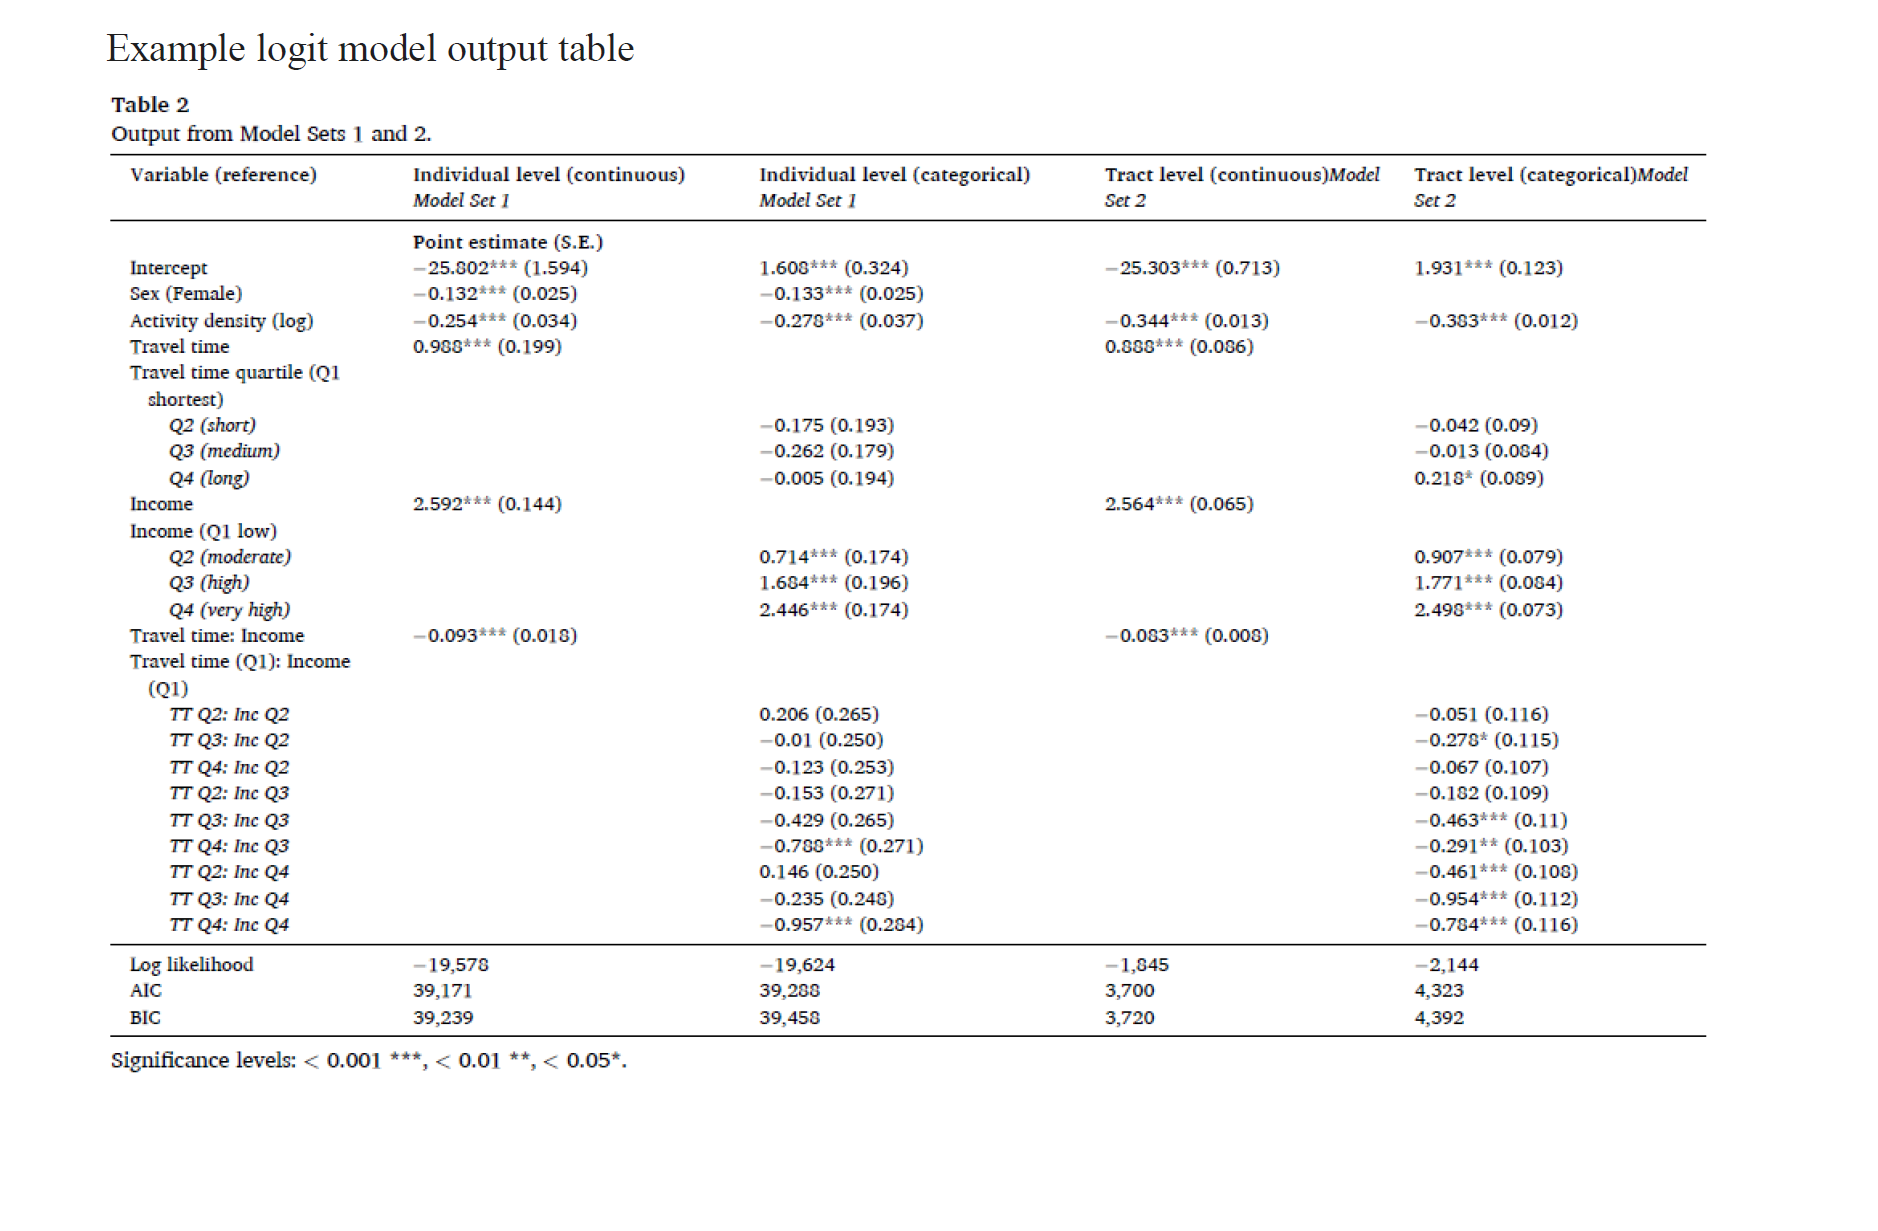 Example logit model output table
Table 2
Output from Model Sets 1 and 2.
Variable (reference) Individual level (continuous) Individual level (categorical) Tract level (continuous)Model Tract level (categorical)Model
Model Set 1 Model Set 1 Set 2 Set 2
Point estimate (S.E.)
Intercept −25.802*** (1.594) 1.608*** (0.324) −25.303*** (0.713) 1.931*** (0.123)
Sex (Female) −0.132*** (0.025) −0.133*** (0.025)
Activity density (log) −0.254*** (0.034) −0.278*** (0.037) −0.344*** (0.013) −0.383*** (0.012)
Travel time 0.988*** (0.199) 0.888*** (0.086)
Travel time quartile (Q1
shortest)
Q2 (short) −0.175 (0.193) −0.042 (0.09)
Q3 (medium) −0.262 (0.179) −0.013 (0.084)
Q4 (long) −0.005 (0.194) 0.218* (0.089)
Income 2.592*** (0.144) 2.564*** (0.065)
Income (Q1 low)
Q2 (moderate) 0.714*** (0.174) 0.907*** (0.079)
Q3 (high) 1.684*** (0.196) 1.771*** (0.084)
Q4 (very high) 2.446*** (0.174) 2.498*** (0.073)
Travel time: Income −0.093*** (0.018) −0.083*** (0.008)
Travel time (Q1): Income
(Q1)
TT Q2: Inc Q2 0.206 (0.265) −0.051 (0.116)
TT Q3: Inc Q2 −0.01 (0.250) −0.278* (0.115)
TT Q4: Inc Q2 −0.123 (0.253) −0.067 (0.107)
TT Q2: Inc Q3 −0.153 (0.271) −0.182 (0.109)
TT Q3: Inc Q3 −0.429 (0.265) −0.463*** (0.11)
TT Q4: Inc Q3 −0.788*** (0.271) −0.291** (0.103)
TT Q2: Inc Q4 0.146 (0.250) −0.461*** (0.108)
TT Q3: Inc Q4 −0.235 (0.248) −0.954*** (0.112)
TT Q4: Inc Q4 −0.957*** (0.284) −0.784*** (0.116)
Log likelihood −19,578 −19,624 −1,845 −2,144
AIC 39,171 39,288 3,700 4,323
BIC 39,239 39,458 3,720 4,392
Significance levels: < 0.001 ***, < 0.01 **, < 0.05*.